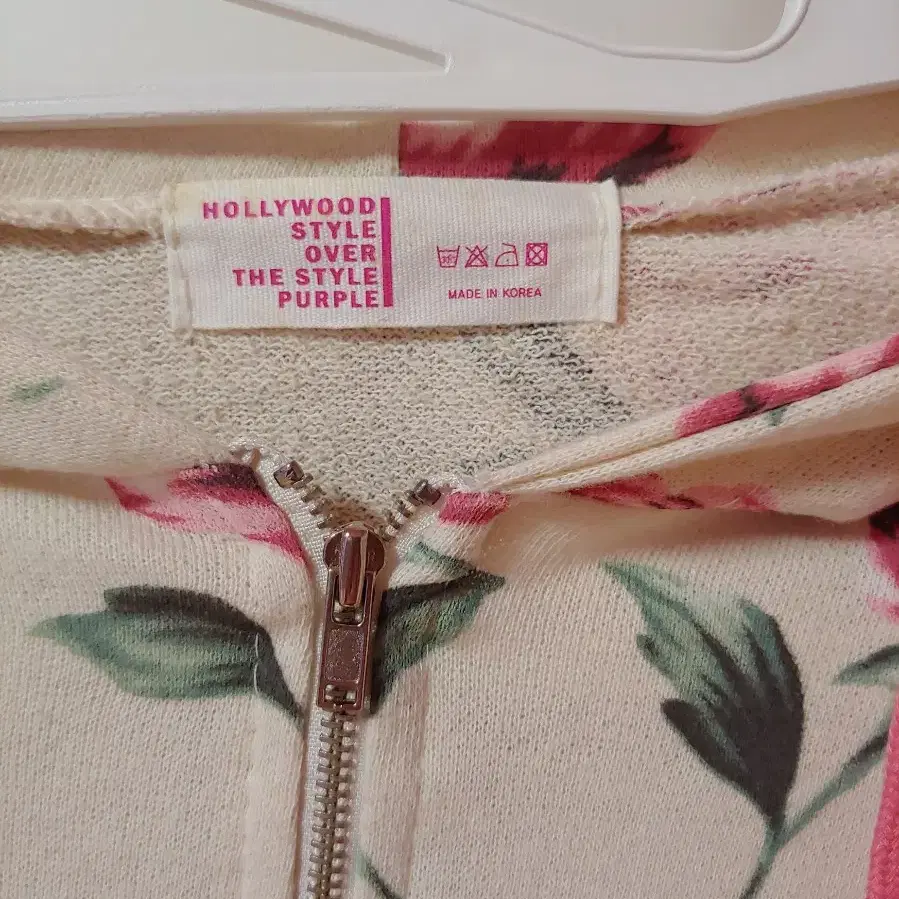 HOLLYWOOD
STYLE
OVER
THE STYLE
PURPLE
MADE IN KOREA